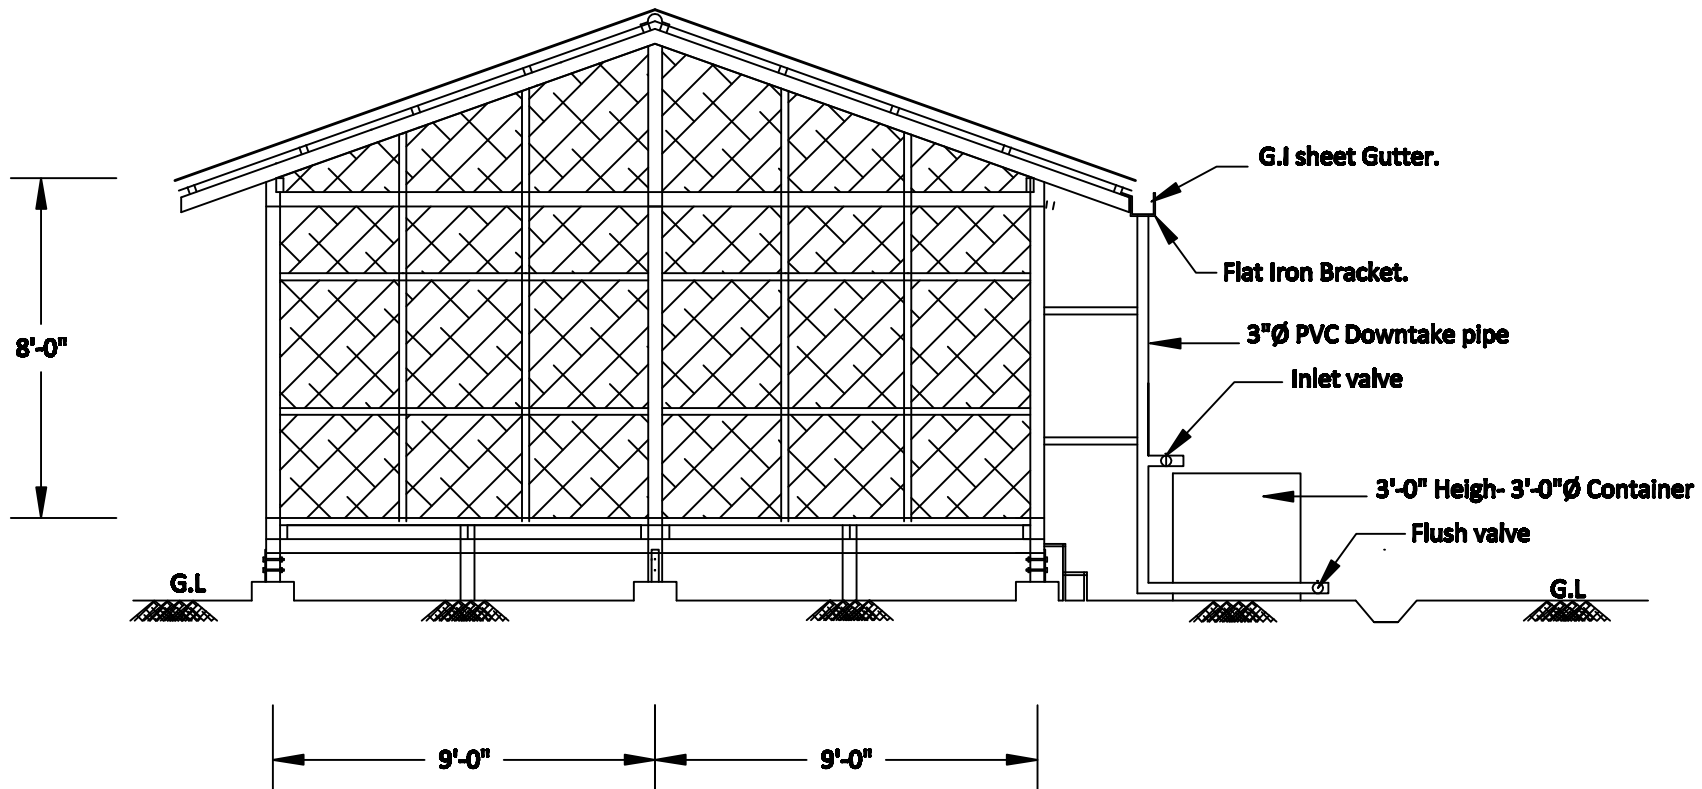 G.I sheet Gutter.
Flat Iron Bracket.
3"Ø PVC Downtake pipe
8'-0"
Inlet valve
3'-0" Heigh- 3'-0"Ø Container
Flush valve
G.L
G.L
9'-0"
9'-0"